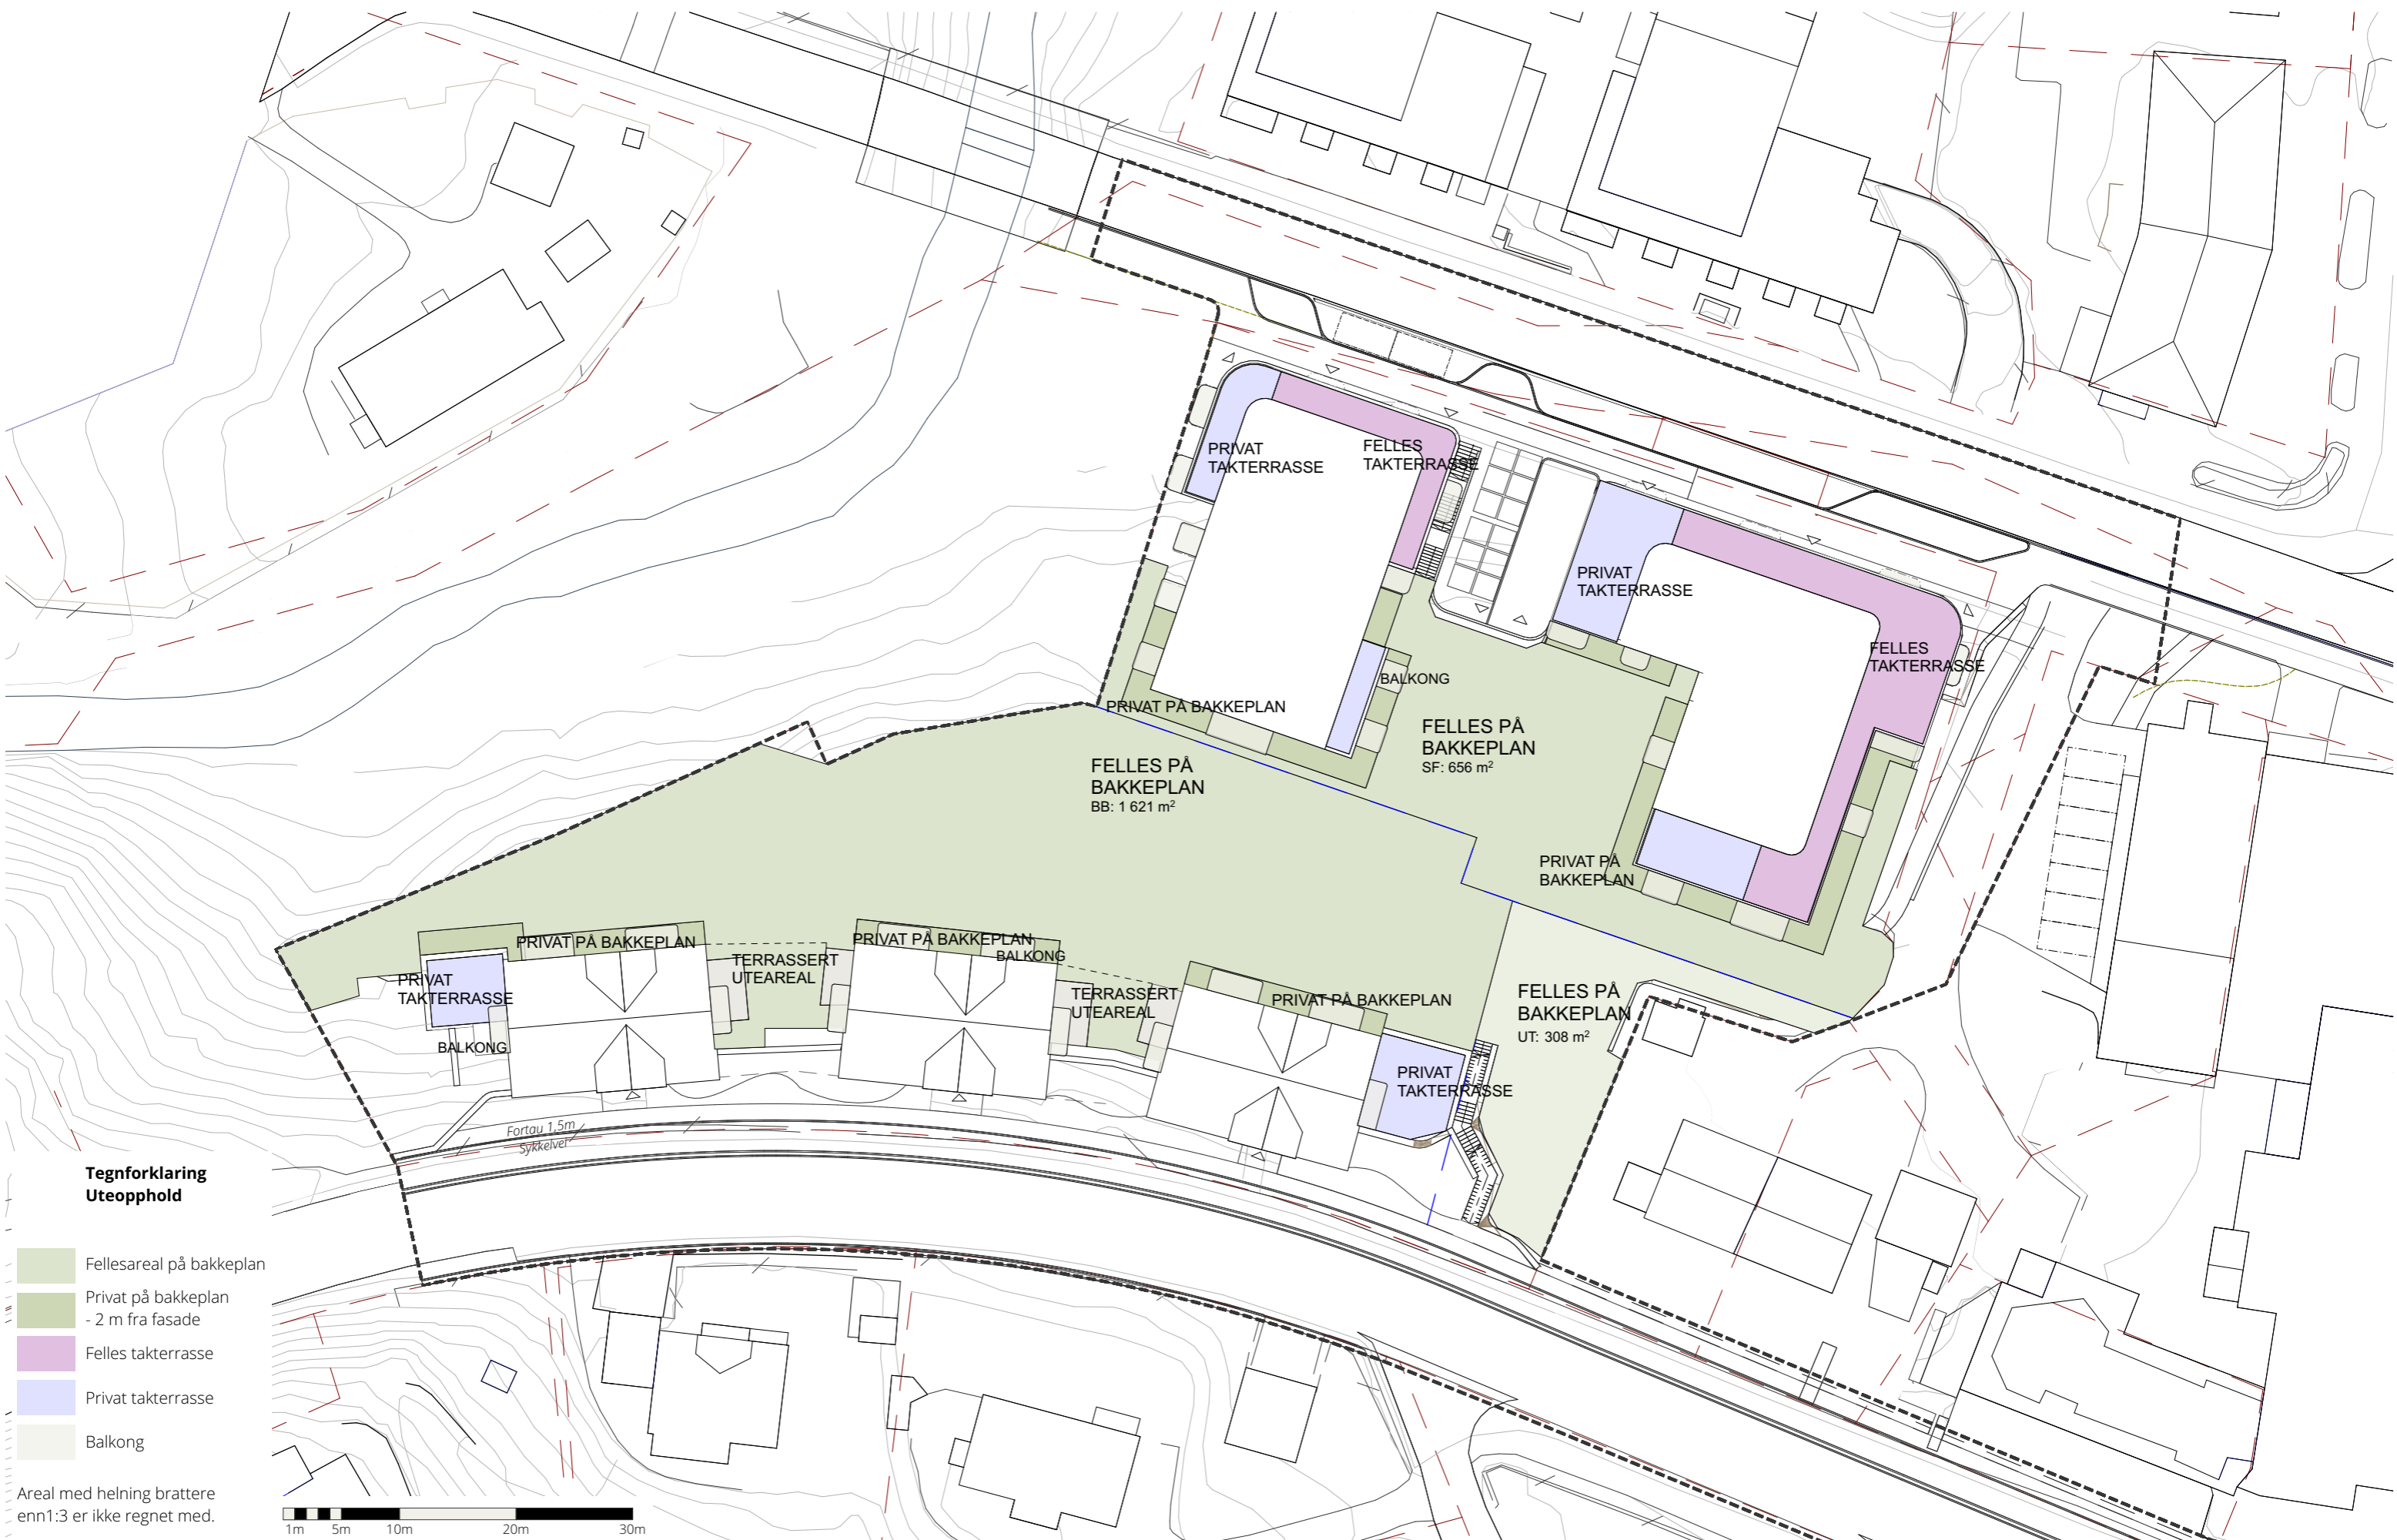 PRIVAT
TAKTERRASSE
FELLES
TAKTERRASSE
PRIVAT
TAKTERRASSE
FELLES
TAKTERRASSE
BALKONG
PRIVAT PÅ BAKKEPLAN
FELLES PÅ
BAKKEPLAN
SF: 656 m²
FELLES PÅ
BAKKEPLAN
BB: 1 621 m²
PRIVAT PÅ
BAKKEPLAN
PRIVAT PÅ BAKKEPLAN
PRIVAT PÅ BAKKEPLAN
BALKONG
TERRASSERT
UTEAREAL
PRIVAT
TAKTERRASSE
TERRASSERT
UTEAREAL
PRIVAT PÅ BAKKEPLAN
FELLES PÅ
BAKKEPLAN
UT: 308 m²
BALKONG
PRIVAT
TAKTERRASSE
Fortau 1,5m
Sykkelvei
Tegnforklaring
Uteopphold
Fellesareal på bakkeplan
Privat på bakkeplan
- 2 m fra fasade
Felles takterrasse
Privat takterrasse
Balkong
Areal med helning brattere
enn1:3 er ikke regnet med.
1m 5m 10m 20m 30m